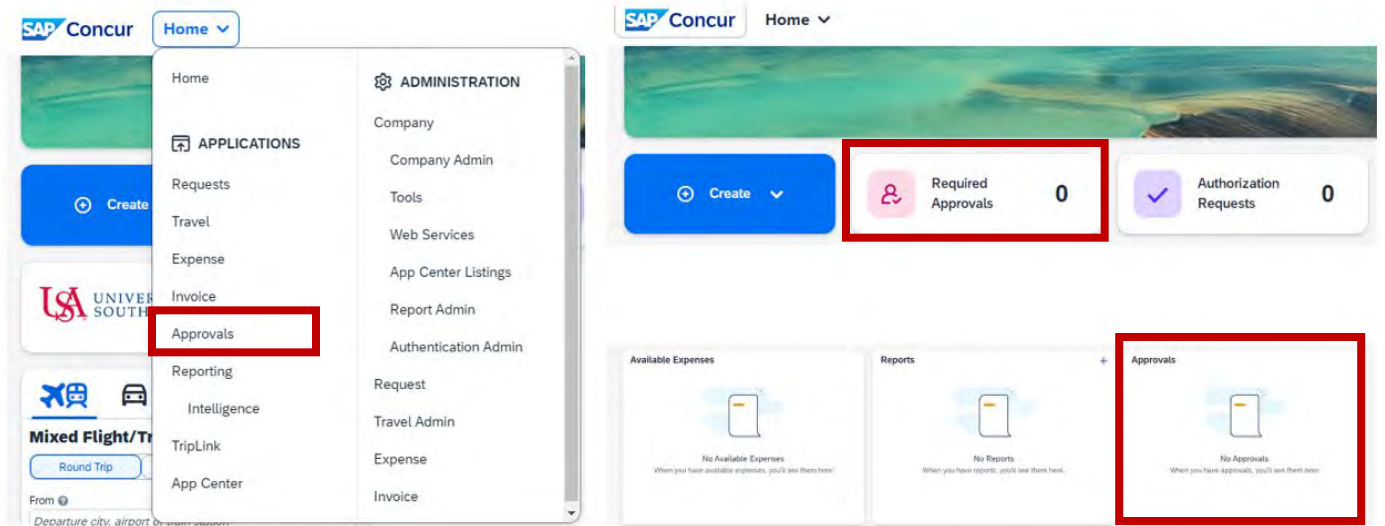 SAP Concur Home
Home
APPLICATIONS
Requests
Travel
Expense
Invoice
Approvals
Reporting
Intelligence
TripLink
App Center
ADMINISTRATION
Company
Company Admin
Tools
Web Services
App Center Listings
Report Admin
Authentication Admin
Request
Travel Admin
Expense
Invoice
Create
USA UNIVER
SOUTH
Mixed Flight/Tr
Round Trip
From
Departure city, airport or train station
SAP Concur Home
Create
Required
Approvals
0
Authorization
Requests
0
Available Expenses
No Available Expenses
When you have available expenses, you'll see them here.
Reports +
No Reports
When you have reports, you'll see them here.
Approvals
No Approvals
When you have approvals, you'll see them here.